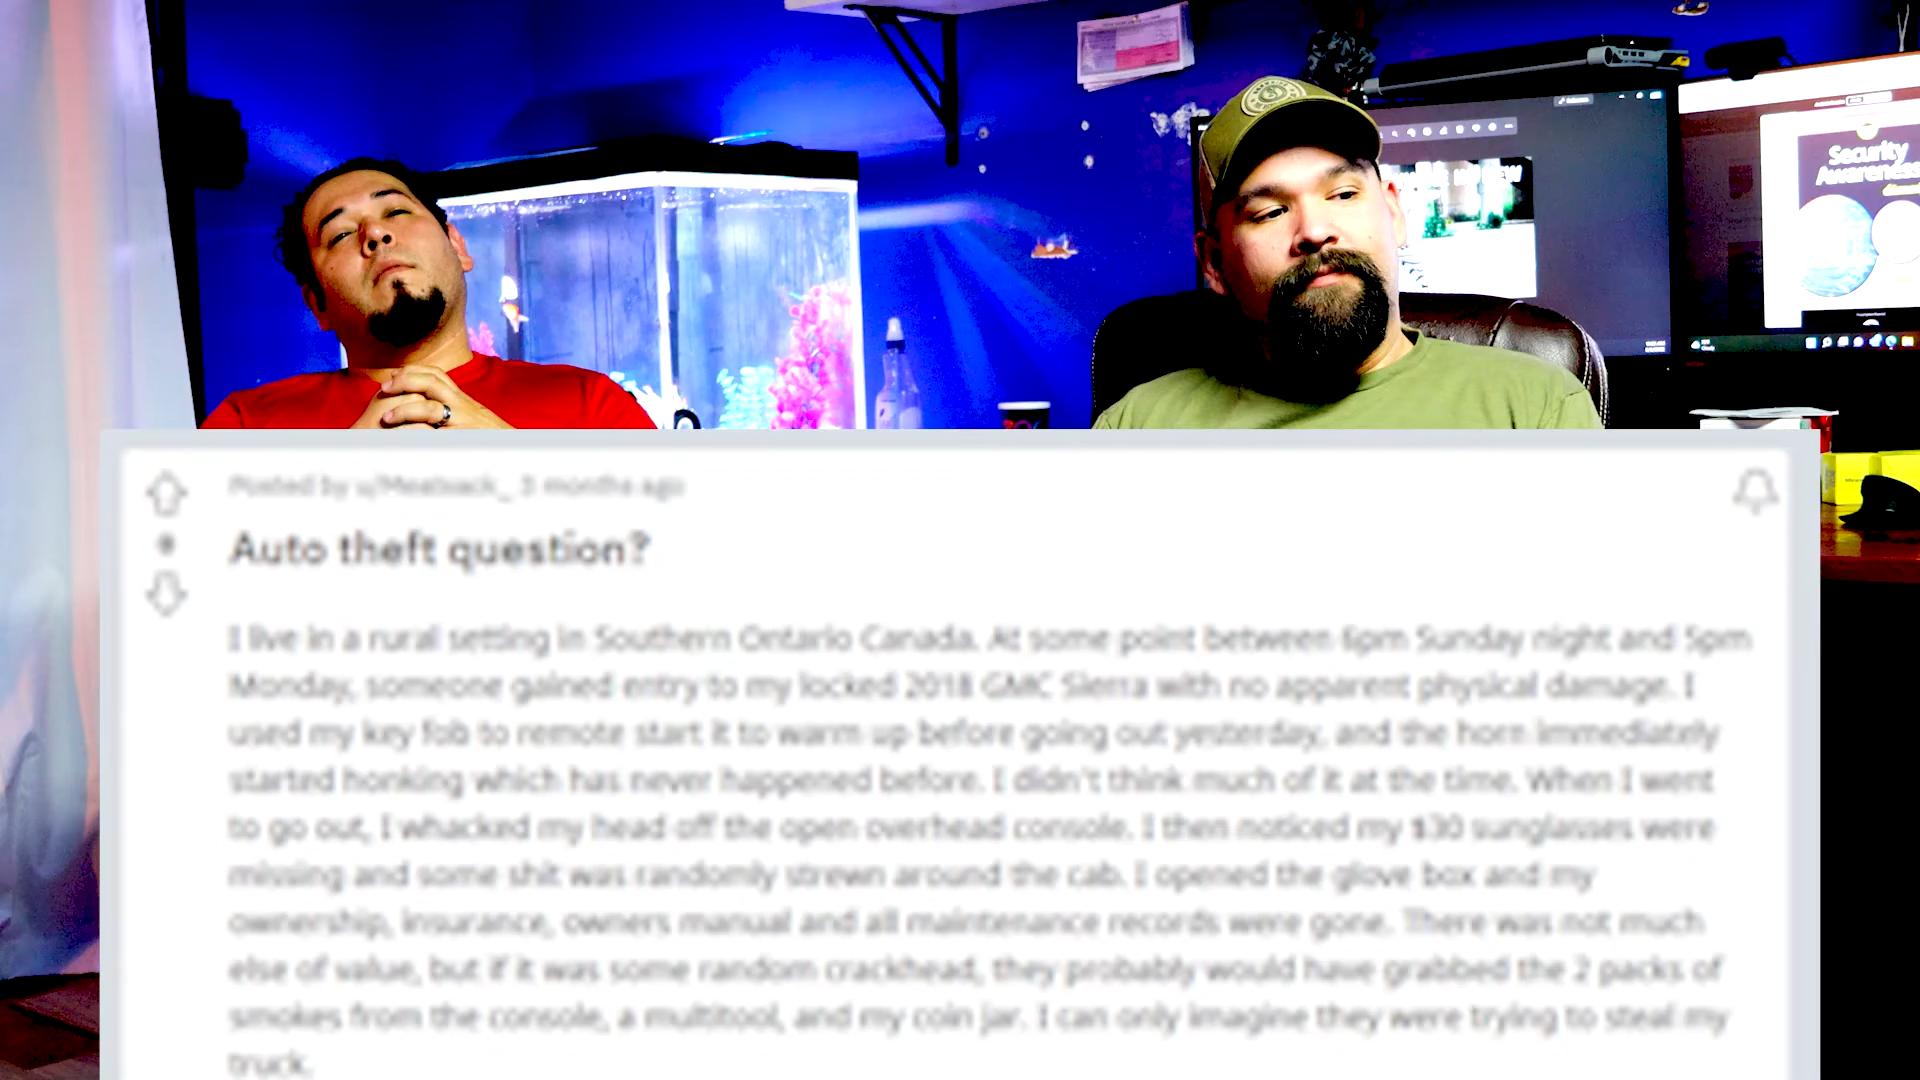 Security
Awareness
Posted by u/Meatsack_ 3 months ago
Auto theft question?
I live in a rural setting in Southern Ontario Canada. At some point between 6pm Sunday night and 5pm
Monday, someone gained entry to my locked 2018 GMC Sierra with no apparent physical damage. I
used my key fob to remote start it to warm up before going out yesterday, and the horn immediately
started honking which has never happened before. I didn't think much of it at the time. When I went
to go out, I whacked my head off the open overhead console. I then noticed my $30 sunglasses were
missing and some shit was randomly strewn around the cab. I opened the glove box and my
ownership, insurance, owners manual and all maintenance records were gone. There was not much
else of value, but if it was some random crackhead, they probably would have grabbed the 2 packs of
smokes from the console, a multitool, and my coin jar. I can only imagine they were trying to steal my
truck.